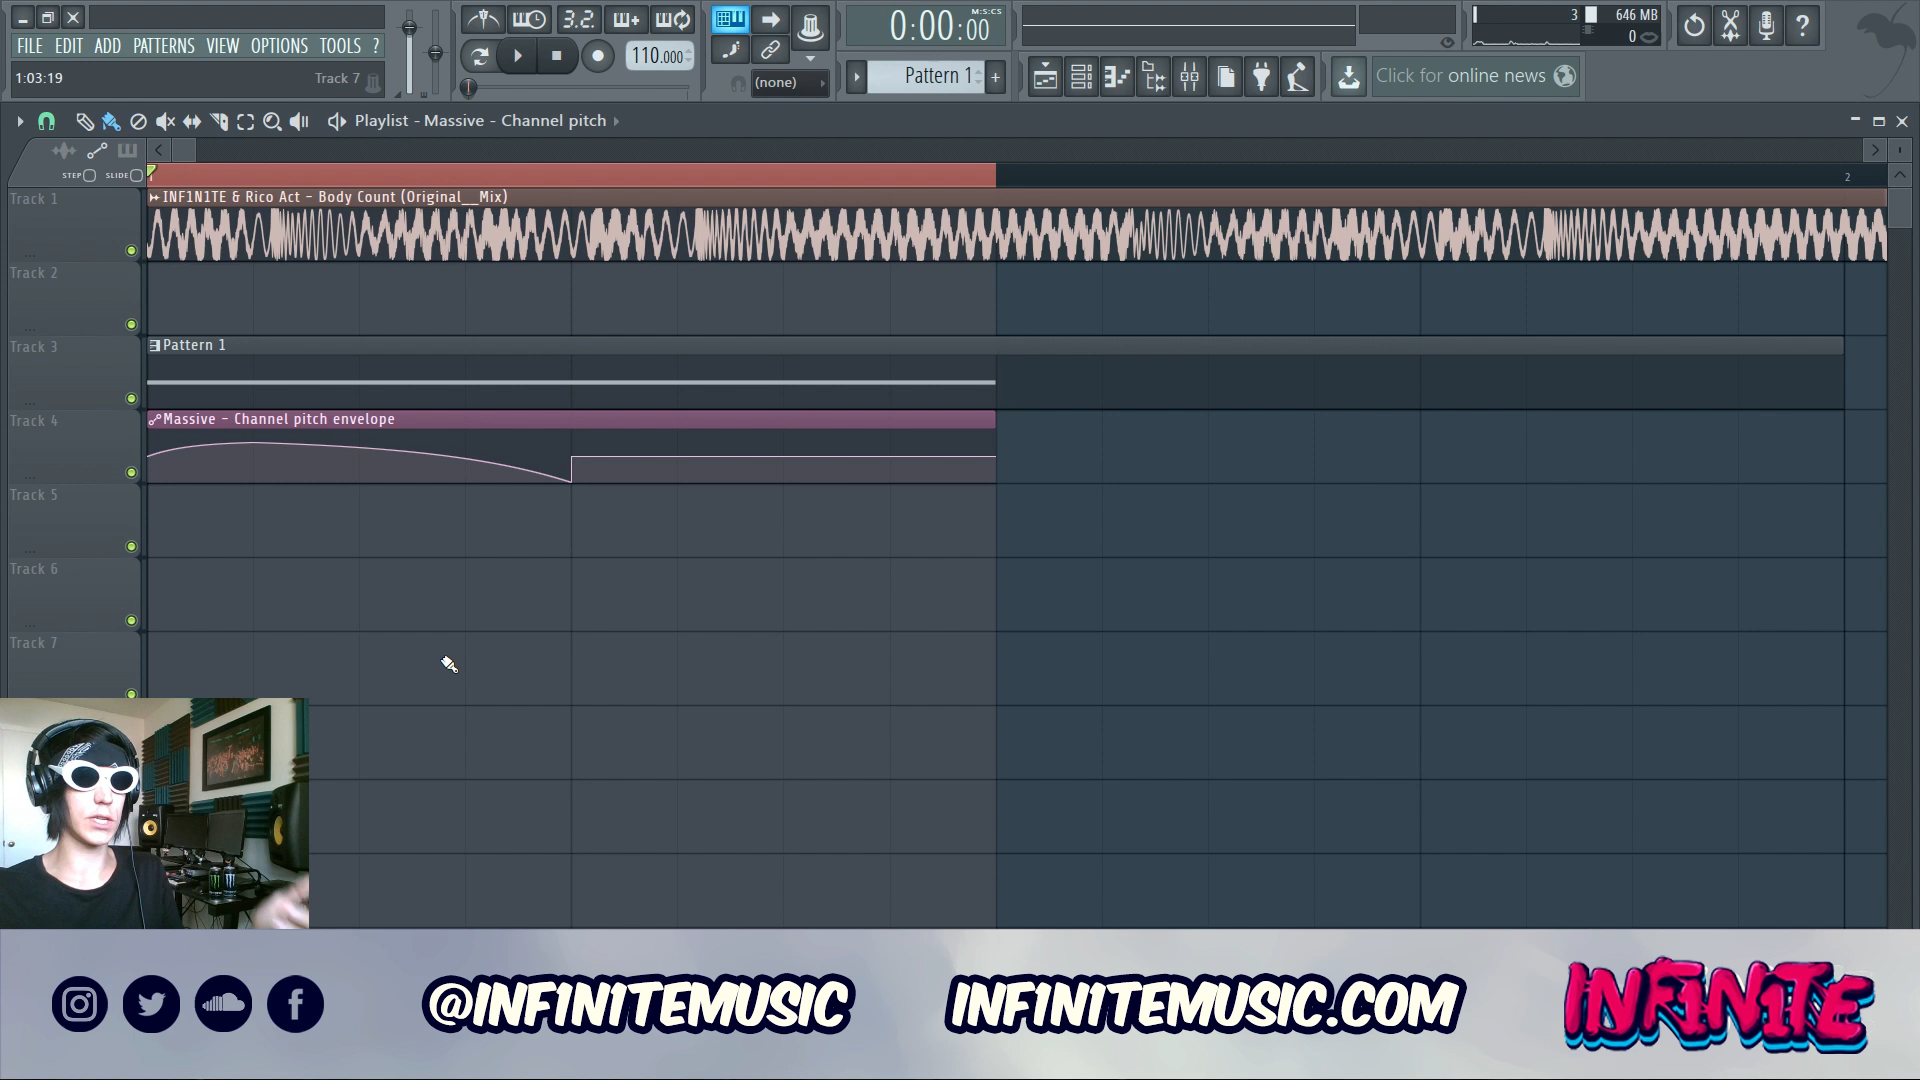 FILE EDIT ADD PATTERNS VIEW OPTIONS TOOLS ?
1:03:19 Track 7
3.2.
110.000
(none)
0:00:00
M:S:CS
Pattern 1
+
3
646 MB
0
?
Click for online news
Playlist - Massive - Channel pitch
STEP SLIDE
2
Track 1
INF1N1TE & Rico Act - Body Count (Original__Mix)
Track 2
Track 3
Pattern 1
Track 4
Massive - Channel pitch envelope
Track 5
Track 6
Track 7
@INF1N1TEMUSIC
INF1N1TEMUSIC.COM
INF1N1TE